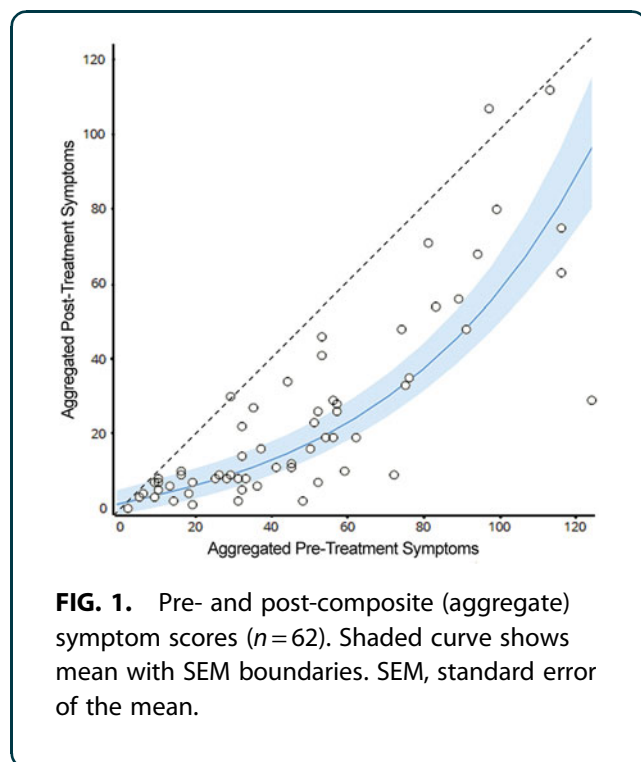 120
100
80
60
40
20
0
Aggregated Post-Treatment Symptoms
0 20 40 60 80 100 120
Aggregated Pre-Treatment Symptoms
FIG. 1. Pre- and post-composite (aggregate)
symptom scores (n = 62). Shaded curve shows
mean with SEM boundaries. SEM, standard error
of the mean.